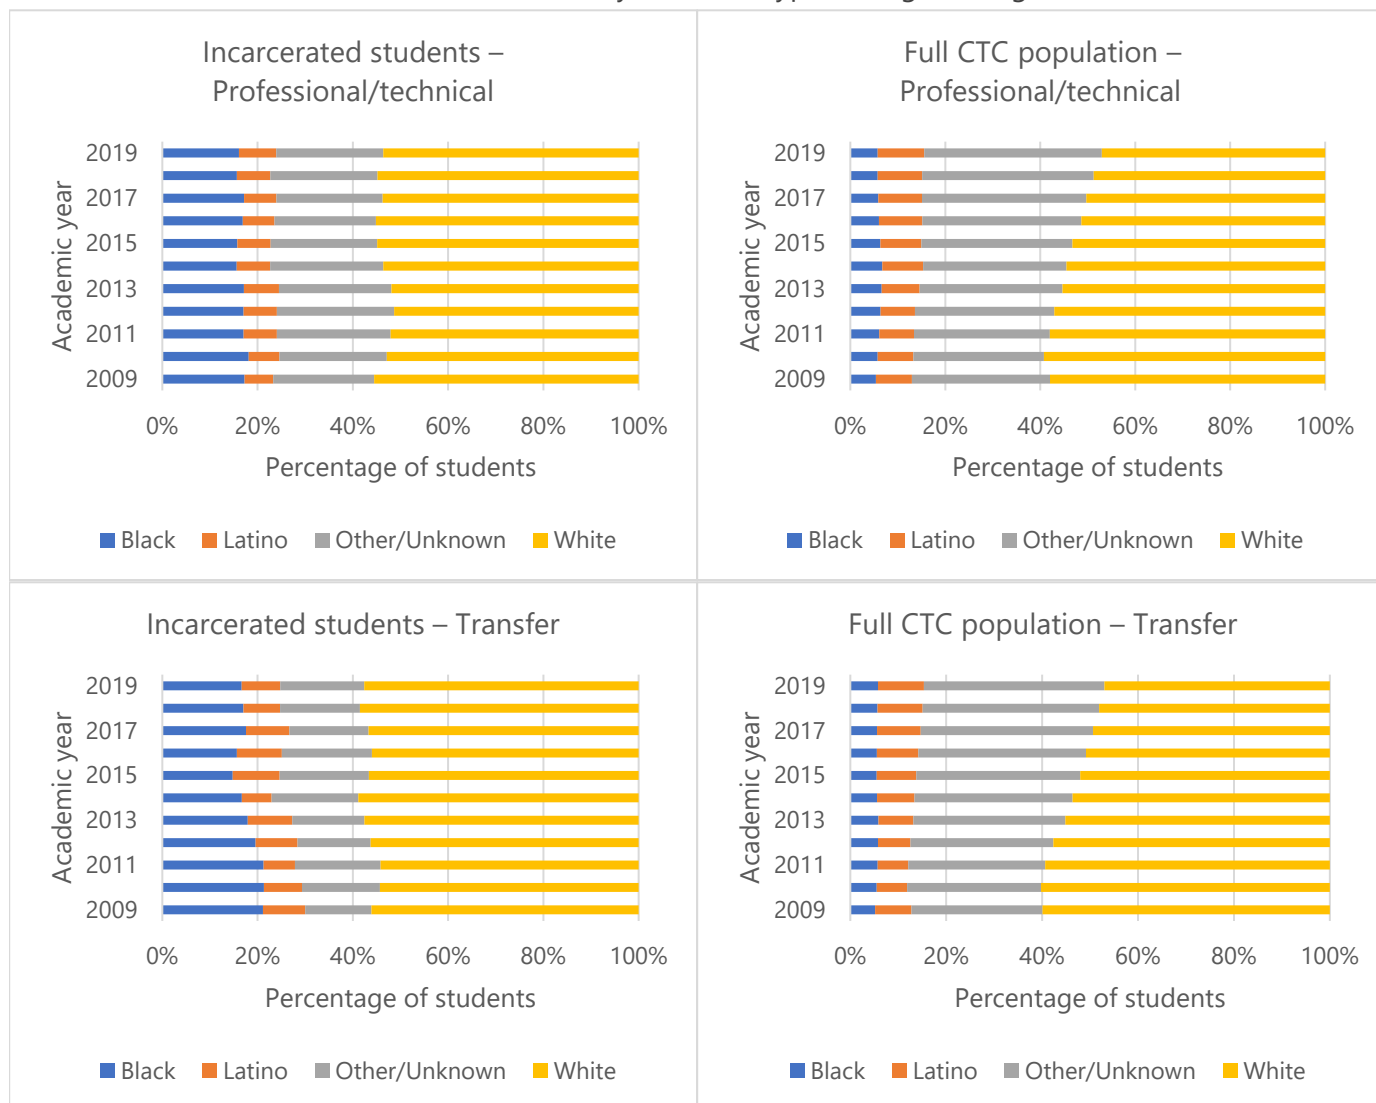 Incarcerated students –
Professional/technical
Academic year
2019
2017
2015
2013
2011
2009
0% 20% 40% 60% 80% 100%
Percentage of students
Black Latino Other/Unknown White
Full CTC population –
Professional/technical
Academic year
2019
2017
2015
2013
2011
2009
0% 20% 40% 60% 80% 100%
Percentage of students
Black Latino Other/Unknown White
Incarcerated students – Transfer
Academic year
2019
2017
2015
2013
2011
2009
0% 20% 40% 60% 80% 100%
Percentage of students
Black Latino Other/Unknown White
Full CTC population – Transfer
Academic year
2019
2017
2015
2013
2011
2009
0% 20% 40% 60% 80% 100%
Percentage of students
Black Latino Other/Unknown White